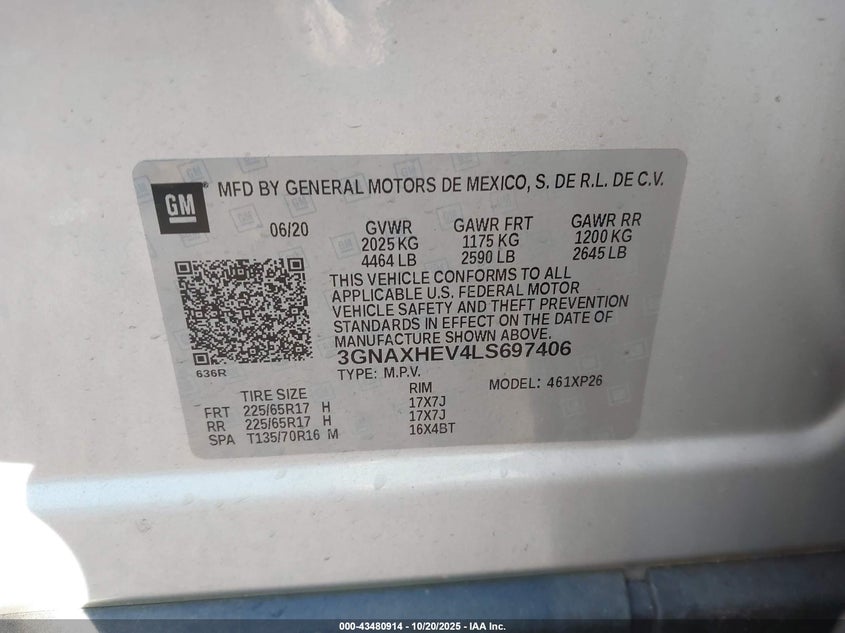 GM ® MFD BY GENERAL MOTORS DE MEXICO, S. DE R.L. DE C.V.
06/20 GVWR GAWR FRT GAWR RR
2025 KG 1175 KG 1200 KG
4464 LB 2590 LB 2645 LB
THIS VEHICLE CONFORMS TO ALL
APPLICABLE U.S. FEDERAL MOTOR
VEHICLE SAFETY AND THEFT PREVENTION
STANDARDS IN EFFECT ON THE DATE OF
MANUFACTURE SHOWN ABOVE.
3GNAXHEV4LS697406
636R TYPE: M.P.V. MODEL: 461XP26
TIRE SIZE RIM
FRT 225/65R17 H 17X7J
RR 225/65R17 H 17X7J
SPA T135/70R16 M 16X4BT
000-43480914 - 10/20/2025 - IAA Inc.